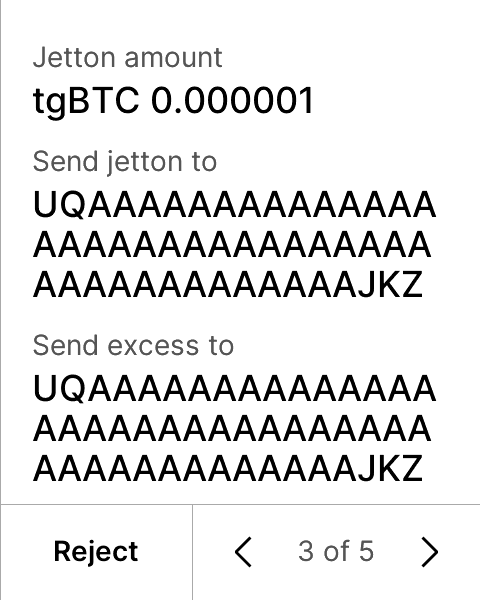 Jetton amount
tgBTC 0.000001
Send jetton to
UQAAAAAAAAAAAAAA
AAAAAAAAAAAAAAAA
AAAAAAAAAAAAAJKZ
Send excess to
UQAAAAAAAAAAAAAA
AAAAAAAAAAAAAAAA
AAAAAAAAAAAAAJKZ
Reject
3 of 5